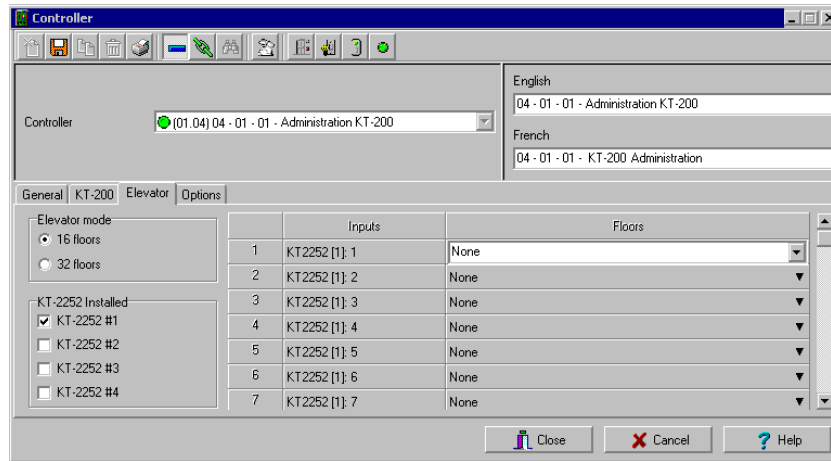 Controller
English
04 - 01 - 01 - Administration KT-200
Controller
(01.04) 04 - 01 - 01 - Administration KT-200
French
04 - 01 - 01 - KT-200 Administration
General KT-200 Elevator Options
Elevator mode
16 floors
32 floors
KT-2252 Installed
KT-2252 #1
KT-2252 #2
KT-2252 #3
KT-2252 #4
Inputs Floors
1 KT2252 [1]: 1 None
2 KT2252 [1]: 2 None
3 KT2252 [1]: 3 None
4 KT2252 [1]: 4 None
5 KT2252 [1]: 5 None
6 KT2252 [1]: 6 None
7 KT2252 [1]: 7 None
Close Cancel Help